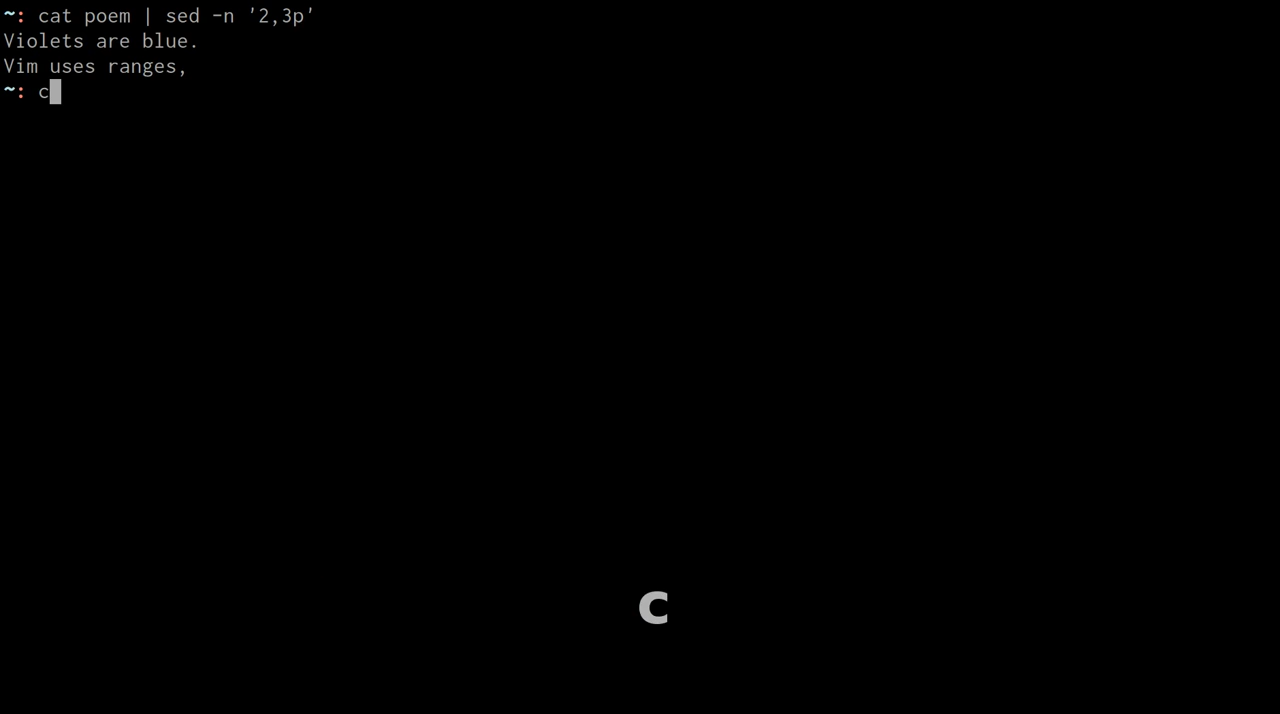 ~: cat poem | sed -n '2,3p'
Violets are blue.
Vim uses ranges,
~: c
c